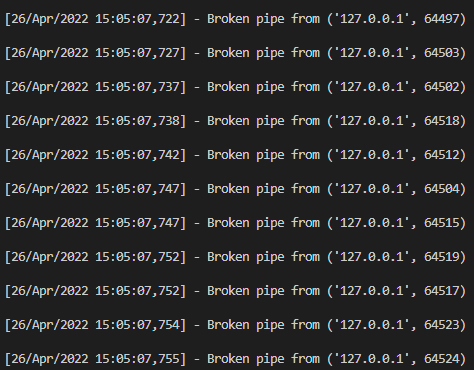 [26/Apr/2022 15:05:07,722] - Broken pipe from ('127.0.0.1', 64497)
[26/Apr/2022 15:05:07,727] - Broken pipe from ('127.0.0.1', 64503)
[26/Apr/2022 15:05:07,737] - Broken pipe from ('127.0.0.1', 64502)
[26/Apr/2022 15:05:07,738] - Broken pipe from ('127.0.0.1', 64518)
[26/Apr/2022 15:05:07,742] - Broken pipe from ('127.0.0.1', 64512)
[26/Apr/2022 15:05:07,747] - Broken pipe from ('127.0.0.1', 64504)
[26/Apr/2022 15:05:07,747] - Broken pipe from ('127.0.0.1', 64515)
[26/Apr/2022 15:05:07,752] - Broken pipe from ('127.0.0.1', 64519)
[26/Apr/2022 15:05:07,752] - Broken pipe from ('127.0.0.1', 64517)
[26/Apr/2022 15:05:07,754] - Broken pipe from ('127.0.0.1', 64523)
[26/Apr/2022 15:05:07,755] - Broken pipe from ('127.0.0.1', 64524)